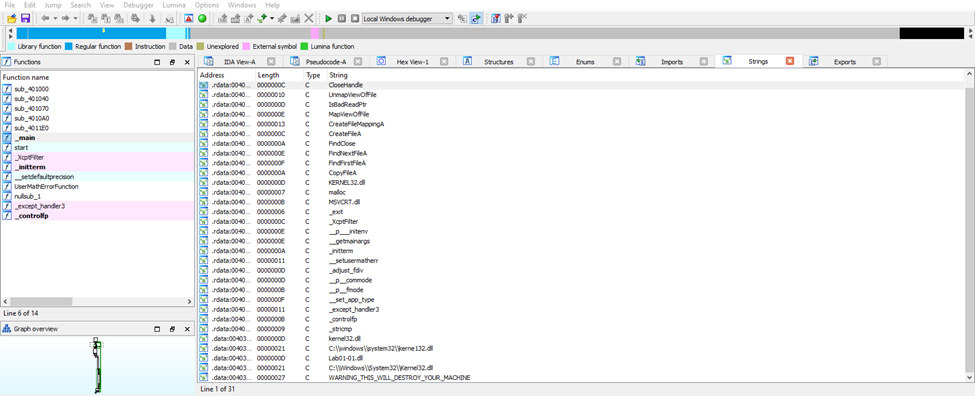 File Edit Jump Search View Debugger Lumina Options Windows Help
Local Windows debugger
Library function Regular function Instruction Data Unexplored External symbol Lumina function
Functions
Function name
sub_401000
sub_401040
sub_401070
sub_4010A0
sub_4011E0
_main
start
_XcptFilter
_initterm
__setdefaultprecision
UserMathErrorFunction
nullsub_1
_except_handler3
_controlfp
Line 6 of 14
Graph overview
IDA View-A Pseudocode-A Hex View-1 Structures Enums Imports Strings Exports
Address Length Type String
.rdata:0040... 0000000C C CloseHandle
.rdata:0040... 00000010 C UnmapViewOfFile
.rdata:0040... 0000000D C IsBadReadPtr
.rdata:0040... 0000000E C MapViewOfFile
.rdata:0040... 00000013 C CreateFileMappingA
.rdata:0040... 0000000C C CreateFileA
.rdata:0040... 0000000A C FindClose
.rdata:0040... 0000000E C FindNextFileA
.rdata:0040... 0000000F C FindFirstFileA
.rdata:0040... 0000000A C CopyFileA
.rdata:0040... 0000000D C KERNEL32.dll
.rdata:0040... 00000007 C malloc
.rdata:0040... 0000000B C MSVCRT.dll
.rdata:0040... 00000006 C _exit
.rdata:0040... 0000000C C _XcptFilter
.rdata:0040... 0000000E C __p___initenv
.rdata:0040... 0000000E C __getmainargs
.rdata:0040... 0000000A C _initterm
.rdata:0040... 00000011 C __setusermatherr
.rdata:0040... 0000000D C _adjust_fdiv
.rdata:0040... 0000000D C __p__commode
.rdata:0040... 0000000B C __p__fmode
.rdata:0040... 0000000F C __set_app_type
.rdata:0040... 00000011 C _except_handler3
.rdata:0040... 0000000B C _controlfp
.rdata:0040... 00000009 C _stricmp
.data:00403... 0000000D C kernel32.dll
.data:00403... 00000021 C C:\\windows\\system32\\kerne132.dll
.data:00403... 0000000D C Lab01-01.dll
.data:00403... 00000021 C C:\\Windows\\System32\\Kernel32.dll
.data:00403... 00000027 C WARNING_THIS_WILL_DESTROY_YOUR_MACHINE
Line 1 of 31